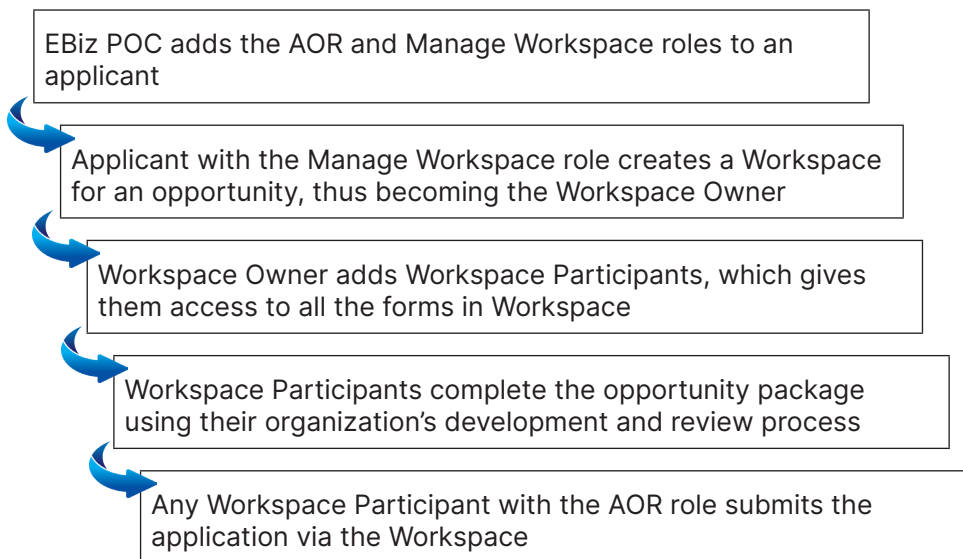 EBiz POC adds the AOR and Manage Workspace roles to an
applicant
Applicant with the Manage Workspace role creates a Workspace
for an opportunity, thus becoming the Workspace Owner
Workspace Owner adds Workspace Participants, which gives
them access to all the forms in Workspace
Workspace Participants complete the opportunity package
using their organization’s development and review process
Any Workspace Participant with the AOR role submits the
application via the Workspace